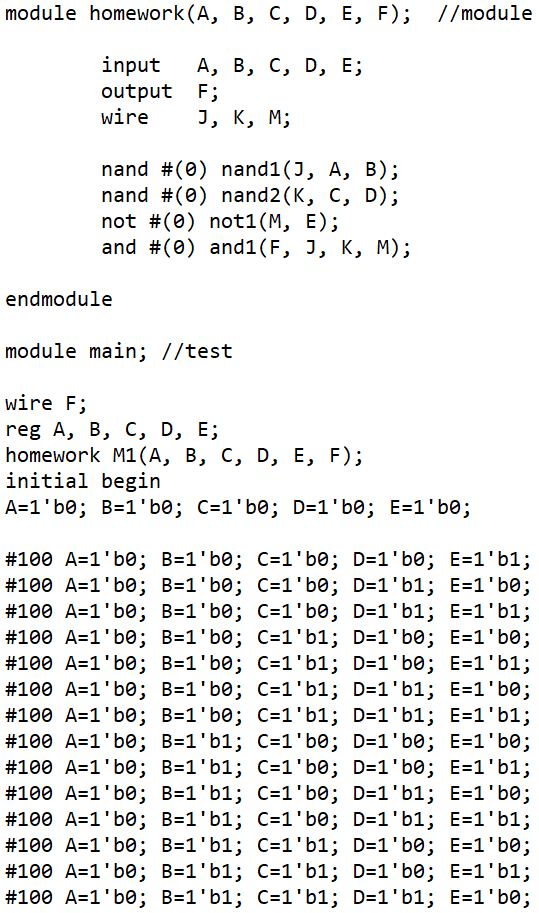 module homework(A, B, C, D, E, F);  //module
input   A, B, C, D, E;
output  F;
wire    J, K, M;
nand #(0) nand1(J, A, B);
nand #(0) nand2(K, C, D);
not #(0) not1(M, E);
and #(0) and1(F, J, K, M);
endmodule
module main; //test
wire F;
reg A, B, C, D, E;
homework M1(A, B, C, D, E, F);
initial begin
A=1'b0; B=1'b0; C=1'b0; D=1'b0; E=1'b0;
#100 A=1'b0; B=1'b0; C=1'b0; D=1'b0; E=1'b1;
#100 A=1'b0; B=1'b0; C=1'b0; D=1'b1; E=1'b0;
#100 A=1'b0; B=1'b0; C=1'b0; D=1'b1; E=1'b1;
#100 A=1'b0; B=1'b0; C=1'b1; D=1'b0; E=1'b0;
#100 A=1'b0; B=1'b0; C=1'b1; D=1'b0; E=1'b1;
#100 A=1'b0; B=1'b0; C=1'b1; D=1'b1; E=1'b0;
#100 A=1'b0; B=1'b0; C=1'b1; D=1'b1; E=1'b1;
#100 A=1'b0; B=1'b1; C=1'b0; D=1'b0; E=1'b0;
#100 A=1'b0; B=1'b1; C=1'b0; D=1'b0; E=1'b1;
#100 A=1'b0; B=1'b1; C=1'b0; D=1'b1; E=1'b0;
#100 A=1'b0; B=1'b1; C=1'b0; D=1'b1; E=1'b1;
#100 A=1'b0; B=1'b1; C=1'b1; D=1'b0; E=1'b0;
#100 A=1'b0; B=1'b1; C=1'b1; D=1'b0; E=1'b1;
#100 A=1'b0; B=1'b1; C=1'b1; D=1'b1; E=1'b0;